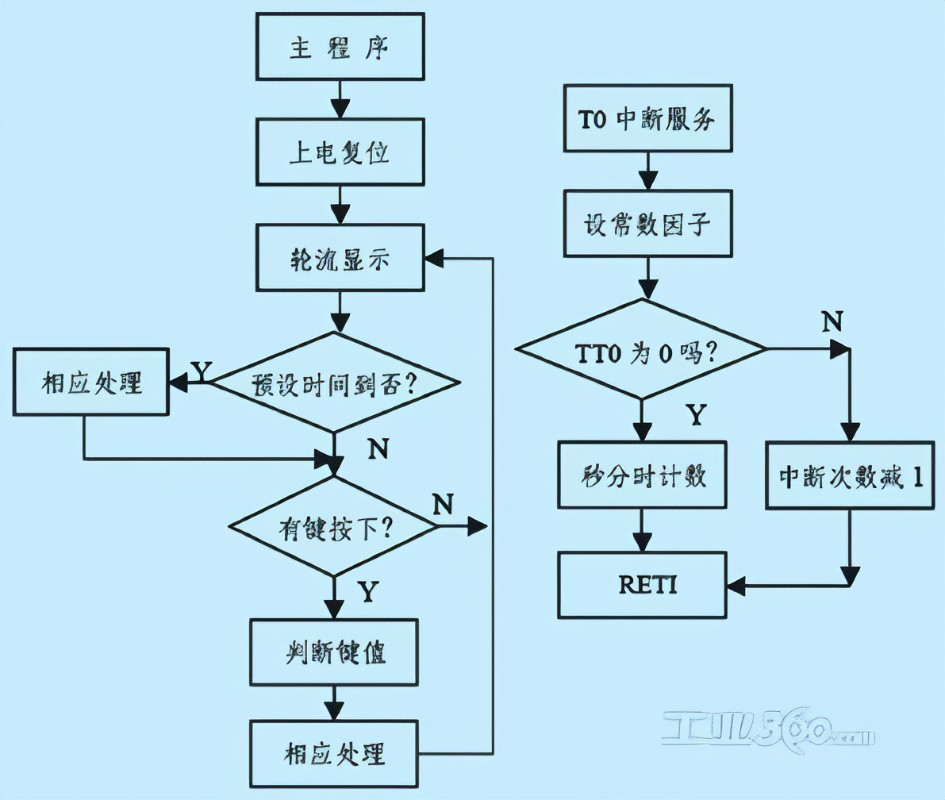 主程序
上电复位
轮流显示
预设时间到否?
Y
相应处理
N
有键按下?
N
Y
判断键值
相应处理
T0 中断服务
设常数因子
TT0 为 0 吗?
N
Y
秒分时计数
中断次数减 1
RETI
工业360